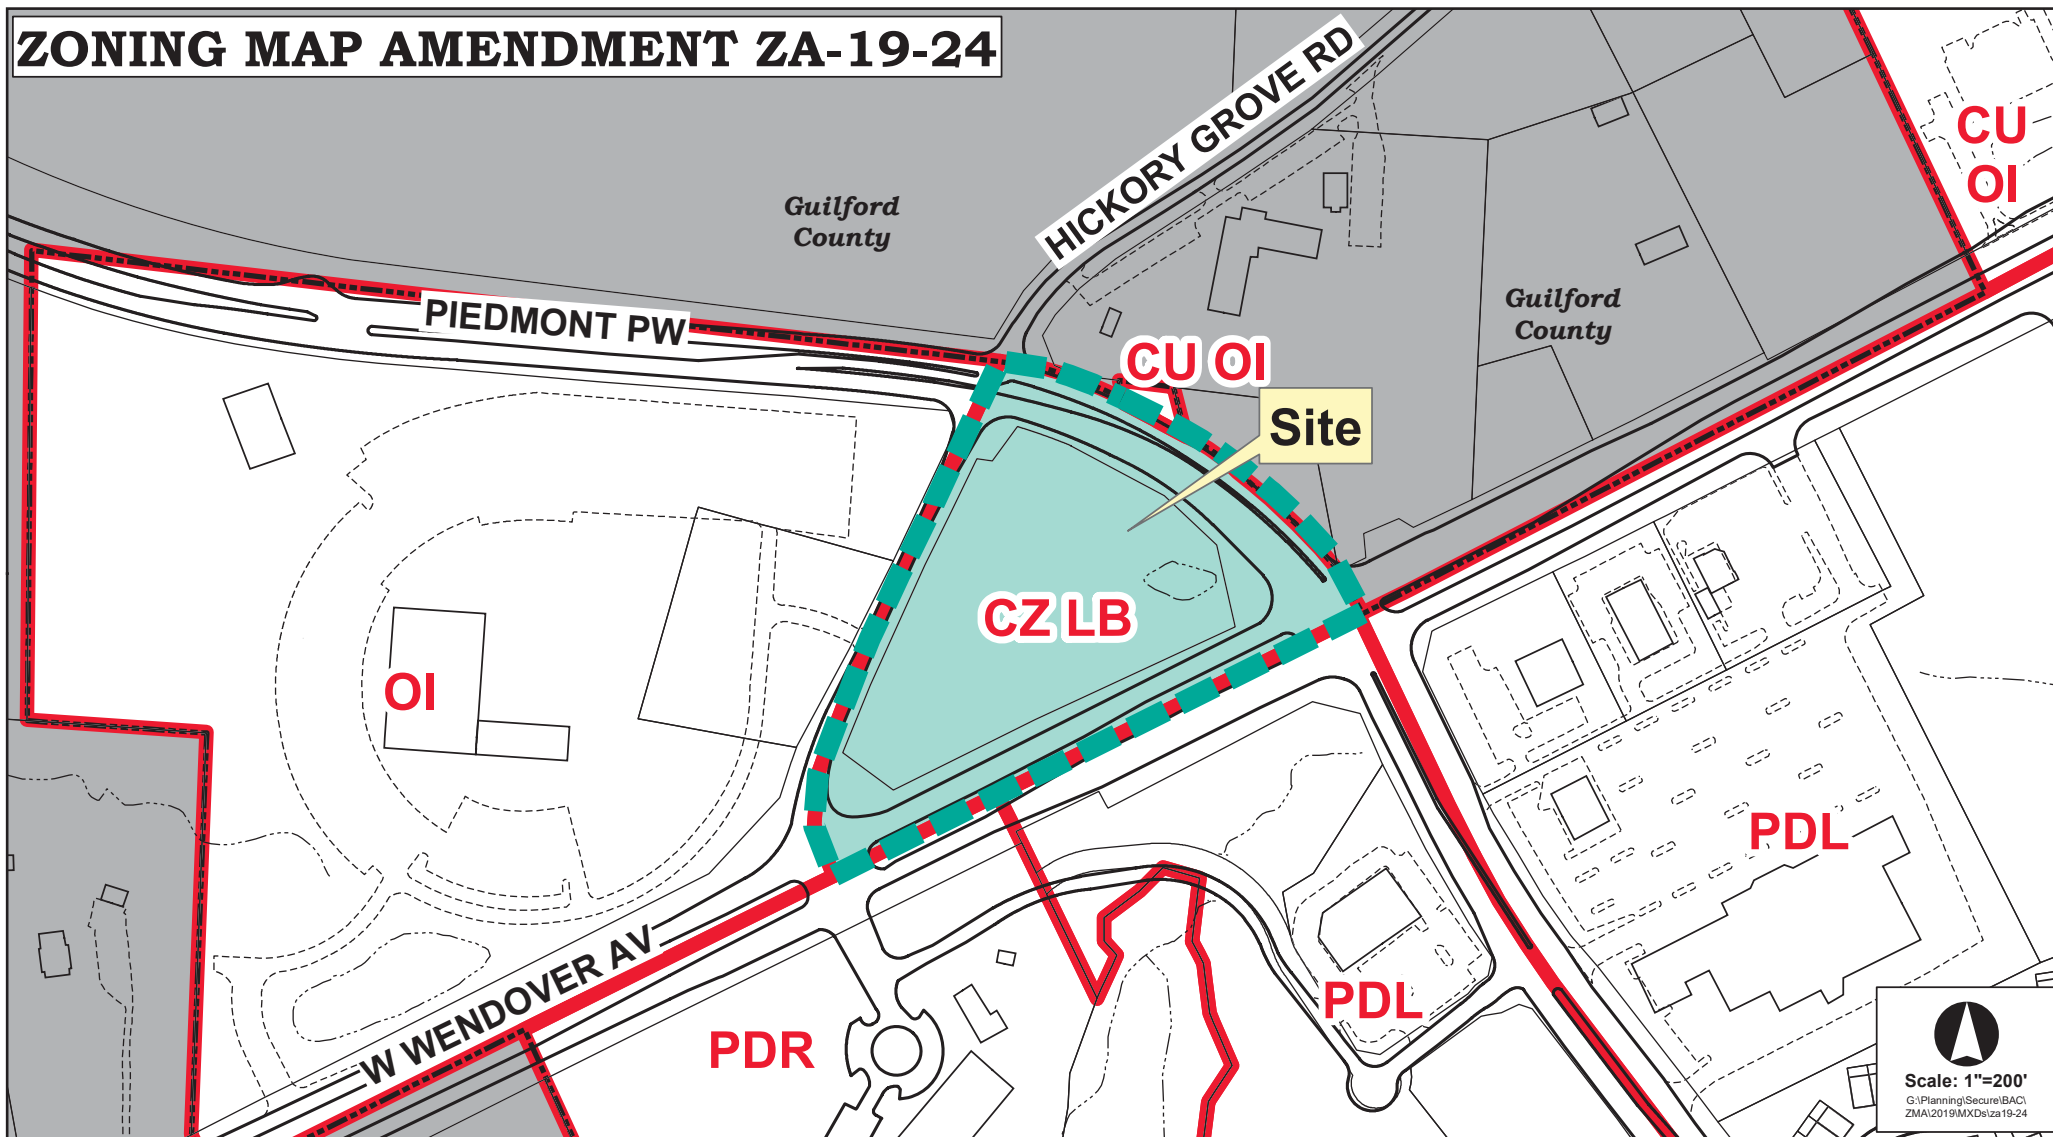 ZONING MAP AMENDMENT ZA-19-24
HICKORY GROVE RD
CU
OI
Guilford
County
Guilford
County
PIEDMONT PW
CU OI
Site
CZ LB
OI
PDL
W WENDOVER AV
PDR
PDL
Scale: 1"=200'
G:\Planning\Secure\BAC\
ZMA\2019\MXDs\za19-24